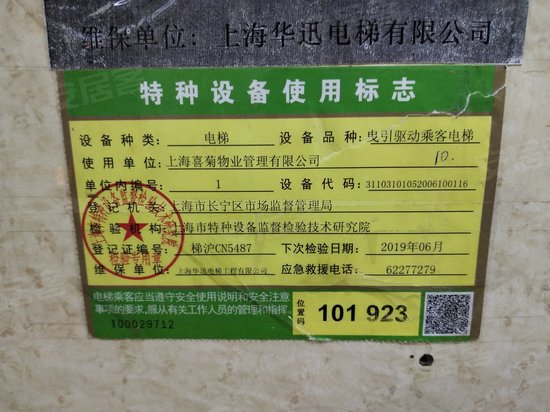 维保单位: 上海华迅电梯有限公司
特种设备使用标志
设备种类: 电梯 设备品种: 曳引驱动乘客电梯
使用单位: 上海喜菊物业管理有限公司 10.
单位内编号: 1 设备代码: 31103101052006100116
登记机关: 上海市长宁区市场监督管理局
检验机构: 上海市特种设备监督检验技术研究院
登记证编号: 梯沪CN5487 下次检验日期: 2019年06月
维保单位: 上海华迅电梯工程有限公司 应急救援电话: 62277279
检验专用章
电梯乘客应当遵守安全使用说明和安全注意
事项的要求,服从有关工作人员的管理和指挥。
100029712
位置码 101 923